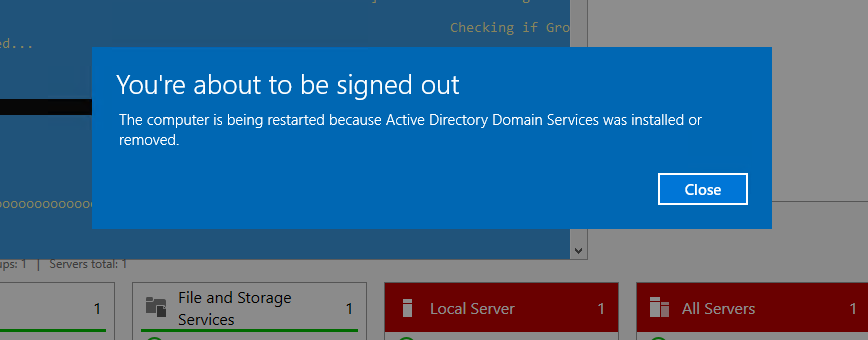 Checking if Gro
ed...
You're about to be signed out
The computer is being restarted because Active Directory Domain Services was installed or
removed.
Close
ups: 1 | Servers total: 1
1
File and Storage
Services
1
Local Server
1
All Servers
1